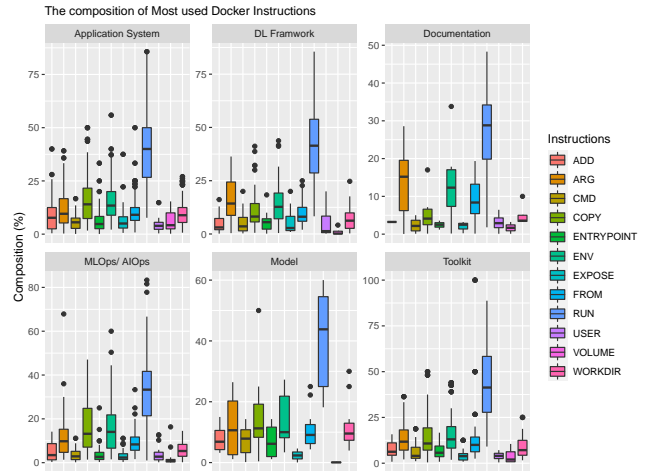 The composition of Most used Docker Instructions
Application System
DL Framwork
Documentation
75
50
25
0
75
50
25
0
50
40
30
20
10
0
Composition (%)
MLOps/ AIOps
Model
Toolkit
80
60
40
20
0
60
40
20
0
100
75
50
25
0
Instructions
ADD
ARG
CMD
COPY
ENTRYPOINT
ENV
EXPOSE
FROM
RUN
USER
VOLUME
WORKDIR